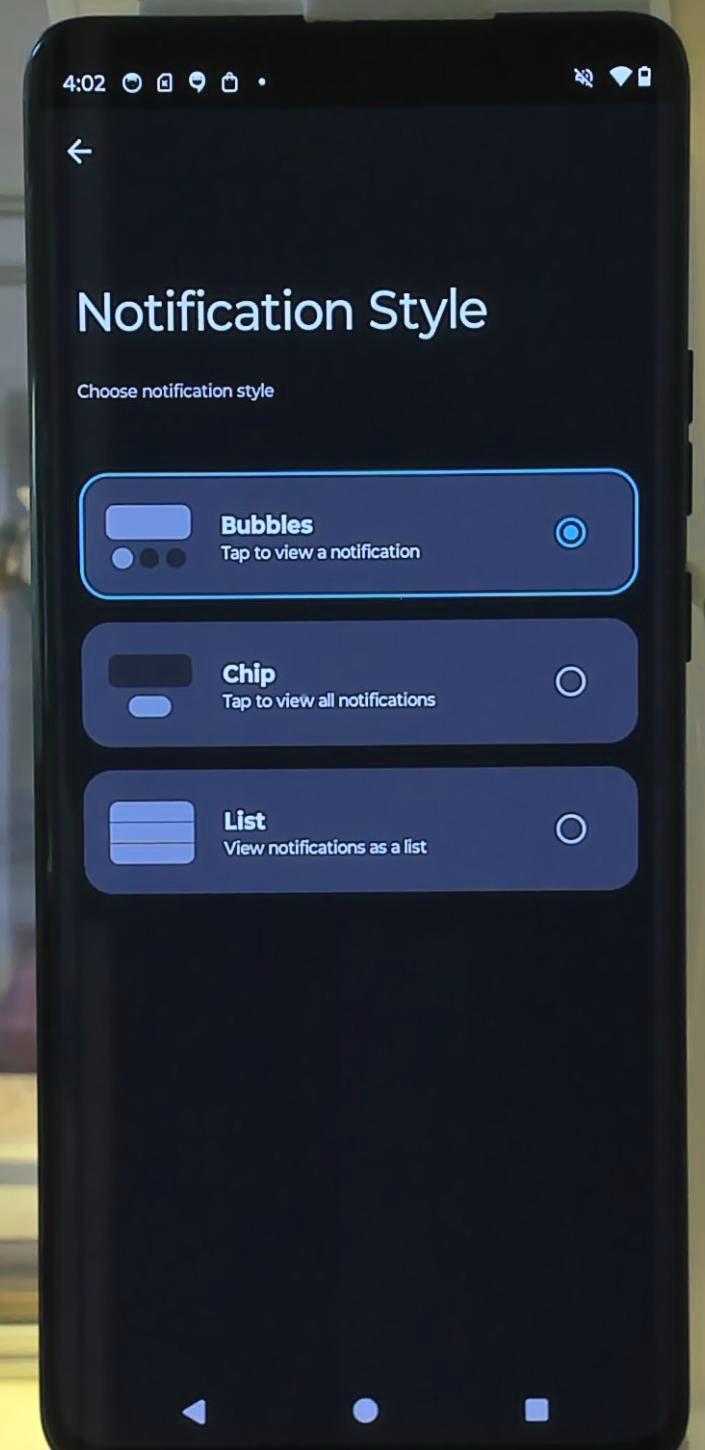 4:02
Notification Style
Choose notification style
Bubbles
Tap to view a notification
Chip
Tap to view all notifications
List
View notifications as a list